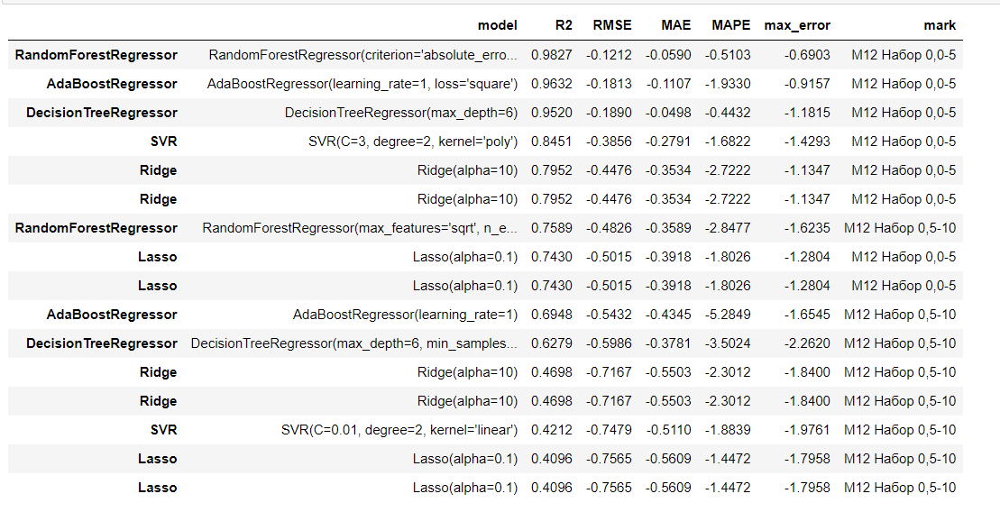 model R2 RMSE MAE MAPE max_error mark
RandomForestRegressor RandomForestRegressor(criterion='absolute_erro... 0.9827 -0.1212 -0.0590 -0.5103 -0.6903 M12 Набор 0,0-5
AdaBoostRegressor AdaBoostRegressor(learning_rate=1, loss='square') 0.9632 -0.1813 -0.1107 -1.9330 -0.9157 M12 Набор 0,0-5
DecisionTreeRegressor DecisionTreeRegressor(max_depth=6) 0.9520 -0.1890 -0.0498 -0.4432 -1.1815 M12 Набор 0,0-5
SVR SVR(C=3, degree=2, kernel='poly') 0.8451 -0.3856 -0.2791 -1.6822 -1.4293 M12 Набор 0,0-5
Ridge Ridge(alpha=10) 0.7952 -0.4476 -0.3534 -2.7222 -1.1347 M12 Набор 0,0-5
Ridge Ridge(alpha=10) 0.7952 -0.4476 -0.3534 -2.7222 -1.1347 M12 Набор 0,0-5
RandomForestRegressor RandomForestRegressor(max_features='sqrt', n_e... 0.7589 -0.4826 -0.3589 -2.8477 -1.6235 M12 Набор 0,5-10
Lasso Lasso(alpha=0.1) 0.7430 -0.5015 -0.3918 -1.8026 -1.2804 M12 Набор 0,0-5
Lasso Lasso(alpha=0.1) 0.7430 -0.5015 -0.3918 -1.8026 -1.2804 M12 Набор 0,0-5
AdaBoostRegressor AdaBoostRegressor(learning_rate=1) 0.6948 -0.5432 -0.4345 -5.2849 -1.6545 M12 Набор 0,5-10
DecisionTreeRegressor DecisionTreeRegressor(max_depth=6, min_samples... 0.6279 -0.5986 -0.3781 -3.5024 -2.2620 M12 Набор 0,5-10
Ridge Ridge(alpha=10) 0.4698 -0.7167 -0.5503 -2.3012 -1.8400 M12 Набор 0,5-10
Ridge Ridge(alpha=10) 0.4698 -0.7167 -0.5503 -2.3012 -1.8400 M12 Набор 0,5-10
SVR SVR(C=0.01, degree=2, kernel='linear') 0.4212 -0.7479 -0.5110 -1.8839 -1.9761 M12 Набор 0,5-10
Lasso Lasso(alpha=0.1) 0.4096 -0.7565 -0.5609 -1.4472 -1.7958 M12 Набор 0,5-10
Lasso Lasso(alpha=0.1) 0.4096 -0.7565 -0.5609 -1.4472 -1.7958 M12 Набор 0,5-10